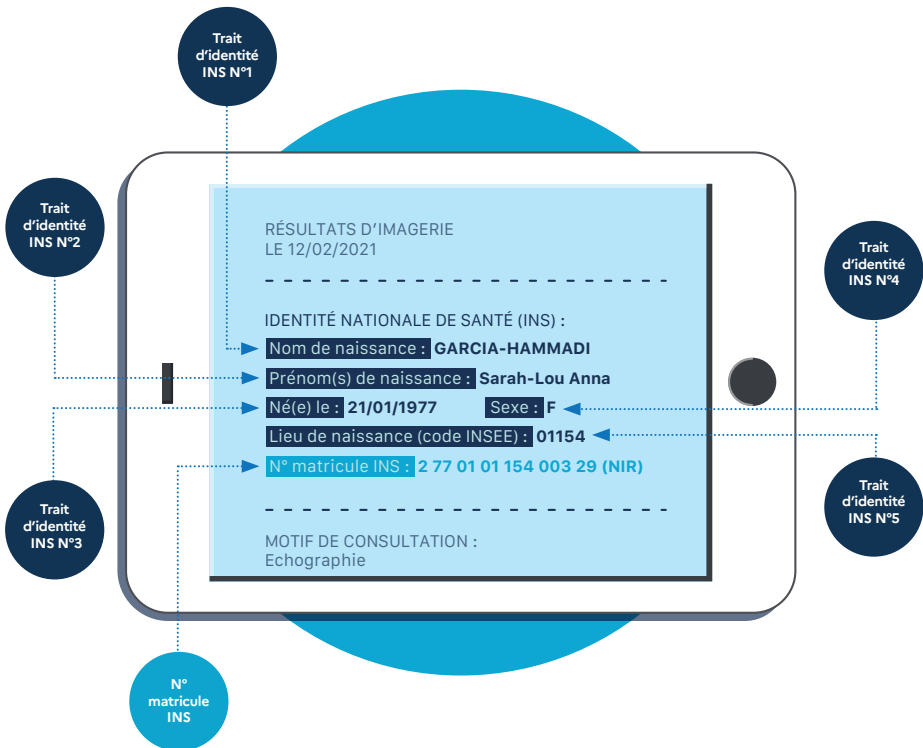 Trait
d'identité
INS N°1
Trait
d'identité
INS N°2
Trait
d'identité
INS N°4
RÉSULTATS D'IMAGERIE
LE 12/02/2021
IDENTITÉ NATIONALE DE SANTÉ (INS) :
Nom de naissance : GARCIA-HAMMADI
Prénom(s) de naissance : Sarah-Lou Anna
Né(e) le : 21/01/1977 Sexe : F
Lieu de naissance (code INSEE) : 01154
N° matricule INS : 2 77 01 01 154 003 29 (NIR)
MOTIF DE CONSULTATION :
Echographie
Trait
d'identité
INS N°3
Trait
d'identité
INS N°5
N°
matricule
INS